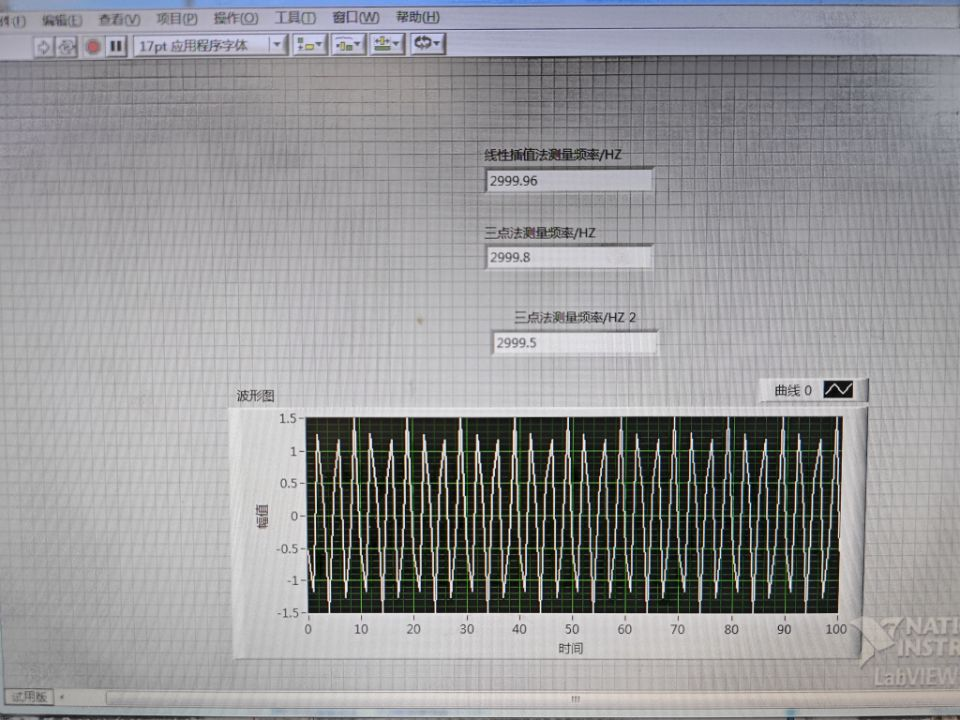 编辑(E) 查看(V) 项目(P) 操作(O) 工具(T) 窗口(W) 帮助(H)
17pt 应用程序字体
线性插值法测量频率/HZ
2999.96
三点法测量频率/HZ
2999.8
三点法测量频率/HZ 2
2999.5
波形图
曲线 0
1.5
1
0.5
0
-0.5
-1
-1.5
幅值
0 10 20 30 40 50 60 70 80 90 100
时间
NATI
INSTR
LabVIEW
试用版